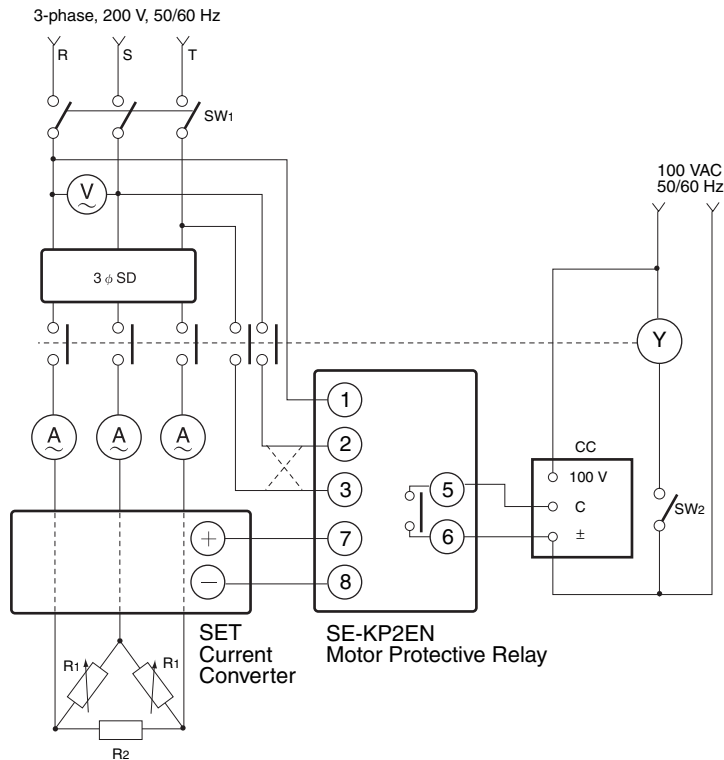 3-phase, 200 V, 50/60 Hz
R S T
SW1
100 VAC
50/60 Hz
V
3 φ SD
Y
1
A A A
2
CC
3
100 V
5
C
SW2
+
7
6
±
−
8
SET
Current
Converter
SE-KP2EN
Motor Protective Relay
R1 R1
R2